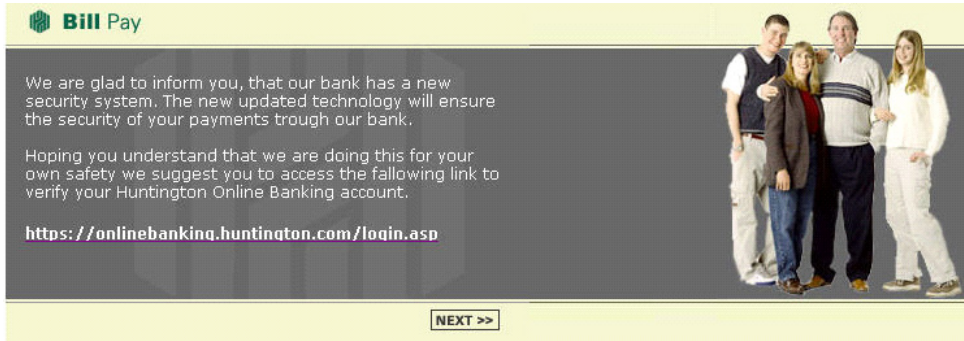 Bill Pay
We are glad to inform you, that our bank has a new
security system. The new updated technology will ensure
the security of your payments trough our bank.
Hoping you understand that we are doing this for your
own safety we suggest you to access the fallowing link to
verify your Huntington Online Banking account.
https://onlinebanking.huntington.com/login.asp
NEXT >>